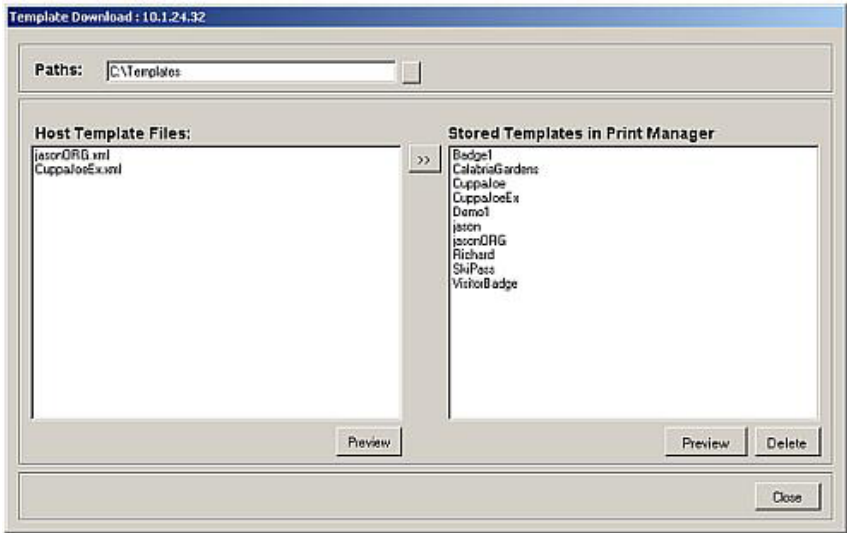 Template Download : 10.1.24.32
Paths:
C:\Templates
Host Template Files:
jasonORG.xml
CuppaJoeEx.xml
>>
Stored Templates in Print Manager
Badge1
CalabriaGardens
CuppaJoe
CuppaJoeEx
Demo1
jason
jasonORG
Richard
SkiPass
VisitorBadge
Preview
Preview
Delete
Close